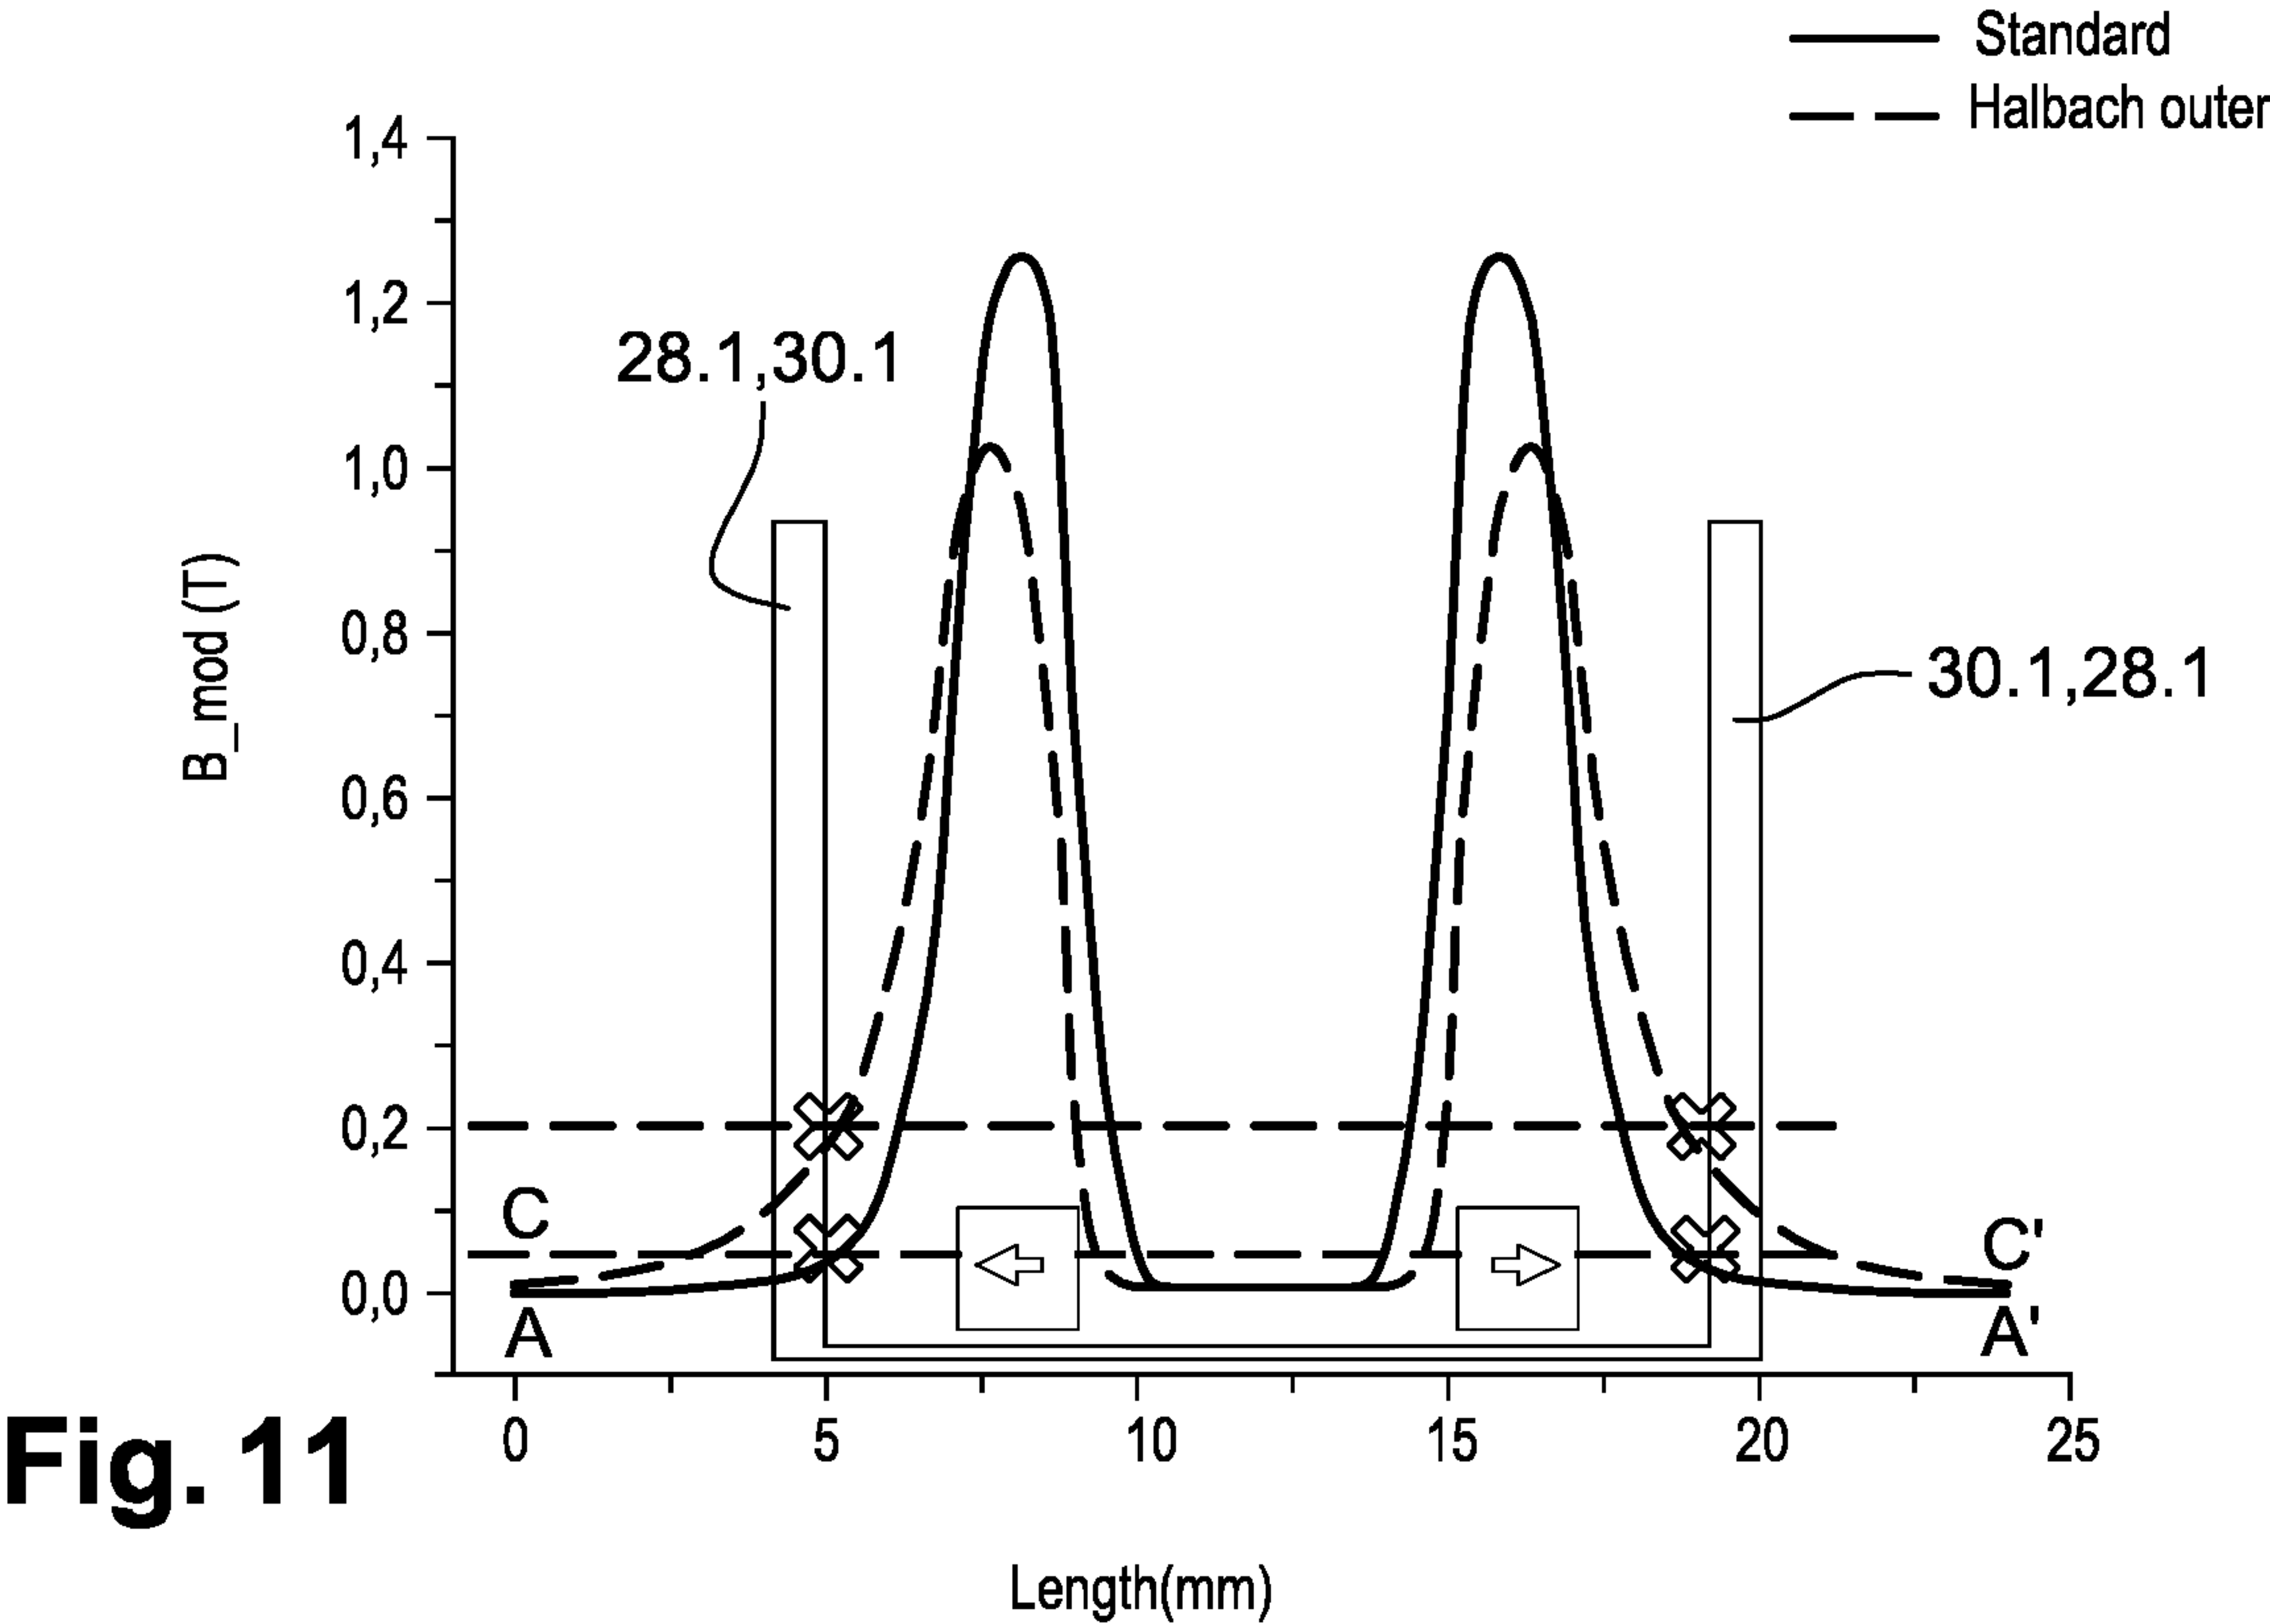 Standard
Halbach outer
1,4
1,2
28.1,30.1
1,0
B_mod (T)
0,8
30.1,28.1
0,6
0,4
0,2
C
C'
0,0
A
A'
0
5
10
15
20
25
Fig. 11
Length(mm)